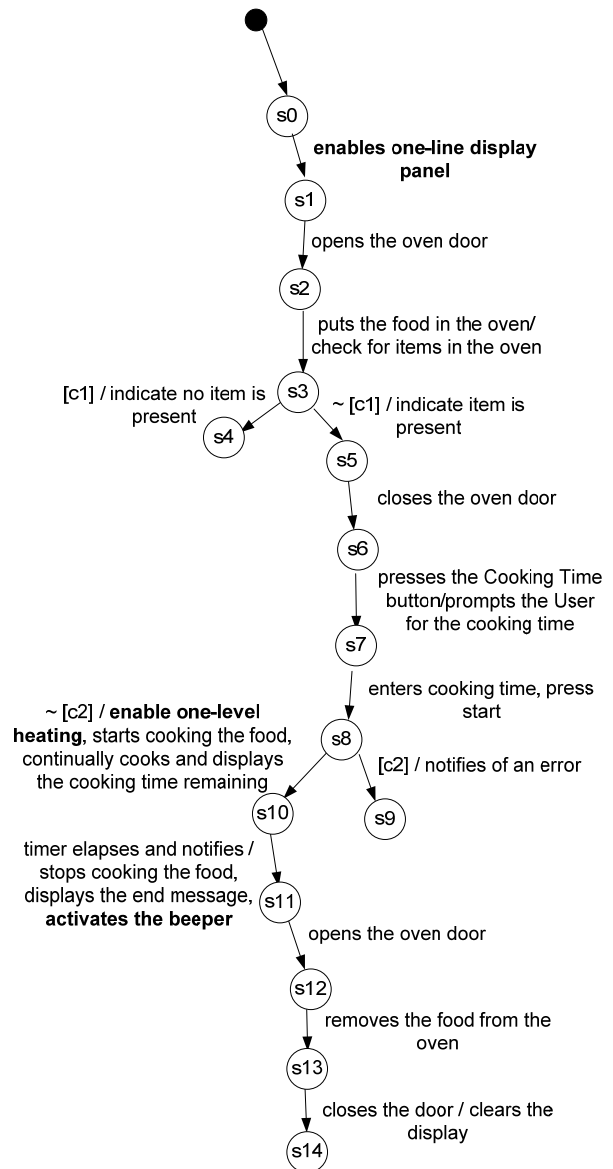 s0
enables one-line display
panel
s1
opens the oven door
s2
puts the food in the oven/
check for items in the oven
s3
[c1] / indicate no item is
present
~ [c1] / indicate item is
present
s4
s5
closes the oven door
s6
presses the Cooking Time
button/prompts the User
for the cooking time
s7
enters cooking time, press
start
s8
~ [c2] / enable one-level
heating, starts cooking the food,
continually cooks and displays
the cooking time remaining
[c2] / notifies of an error
s10
s9
timer elapses and notifies /
stops cooking the food,
displays the end message,
activates the beeper
s11
opens the oven door
s12
removes the food from the
oven
s13
closes the door / clears the
display
s14